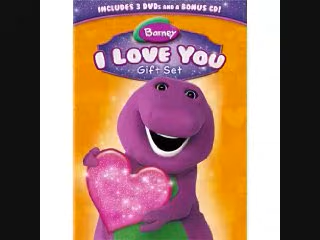 INCLUDES 3 DVDs AND A BONUS CD!
Barney
I LOVE YOU
Gift Set